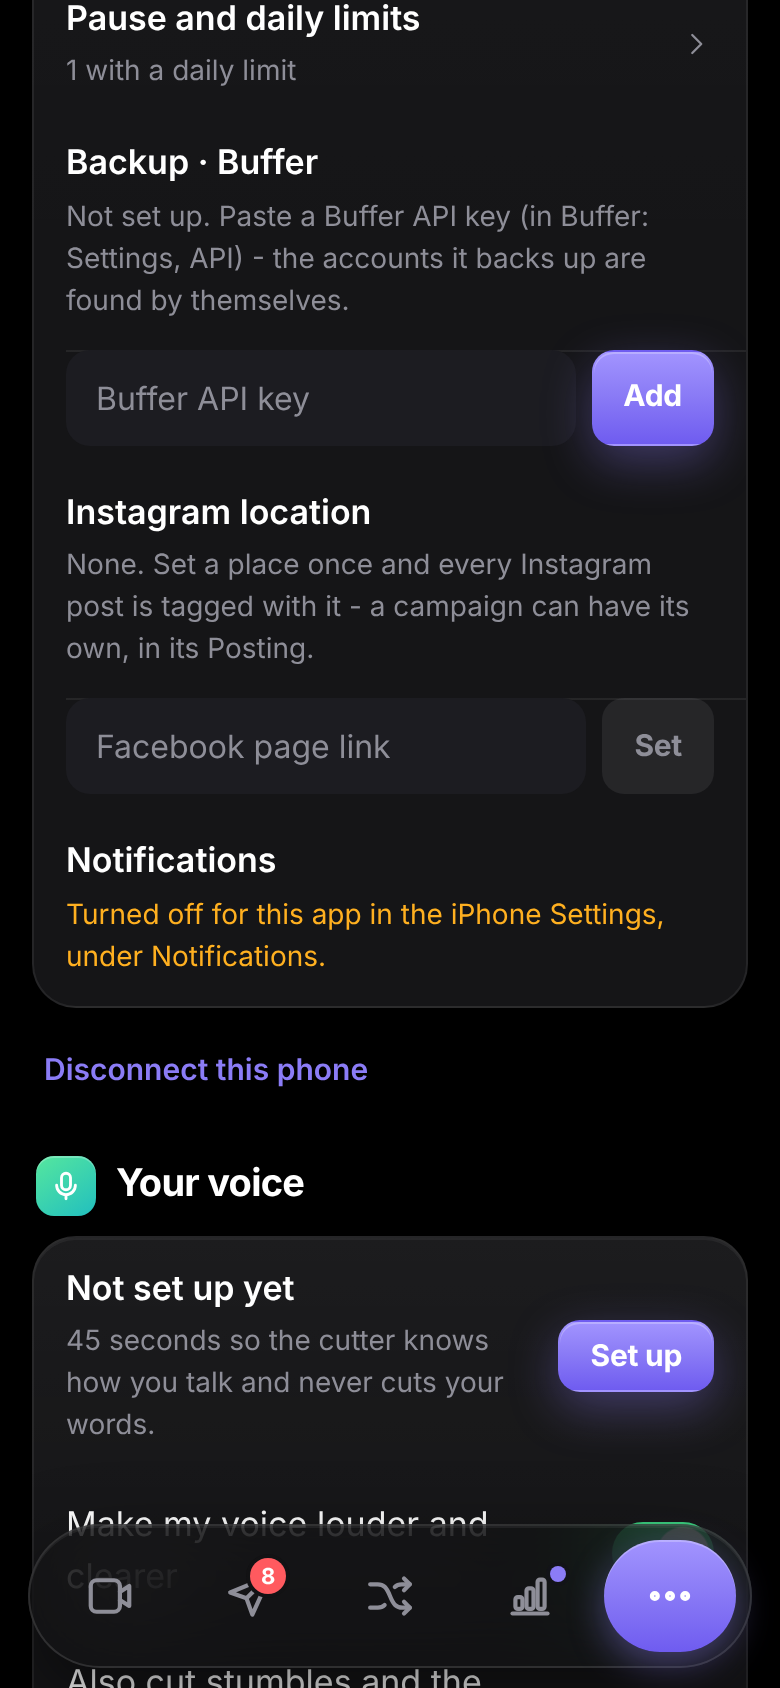 Pause and daily limits
1 with a daily limit
Backup · Buffer
Not set up. Paste a Buffer API key (in Buffer:
Settings, API) - the accounts it backs up are
found by themselves.
Buffer API key
Add
Instagram location
None. Set a place once and every Instagram
post is tagged with it - a campaign can have its
own, in its Posting.
Facebook page link
Set
Notifications
Turned off for this app in the iPhone Settings,
under Notifications.
Disconnect this phone
Your voice
Not set up yet
45 seconds so the cutter knows
how you talk and never cuts your
words.
Set up
Make my voice louder and
clearer
8
Also cut stumbles and the